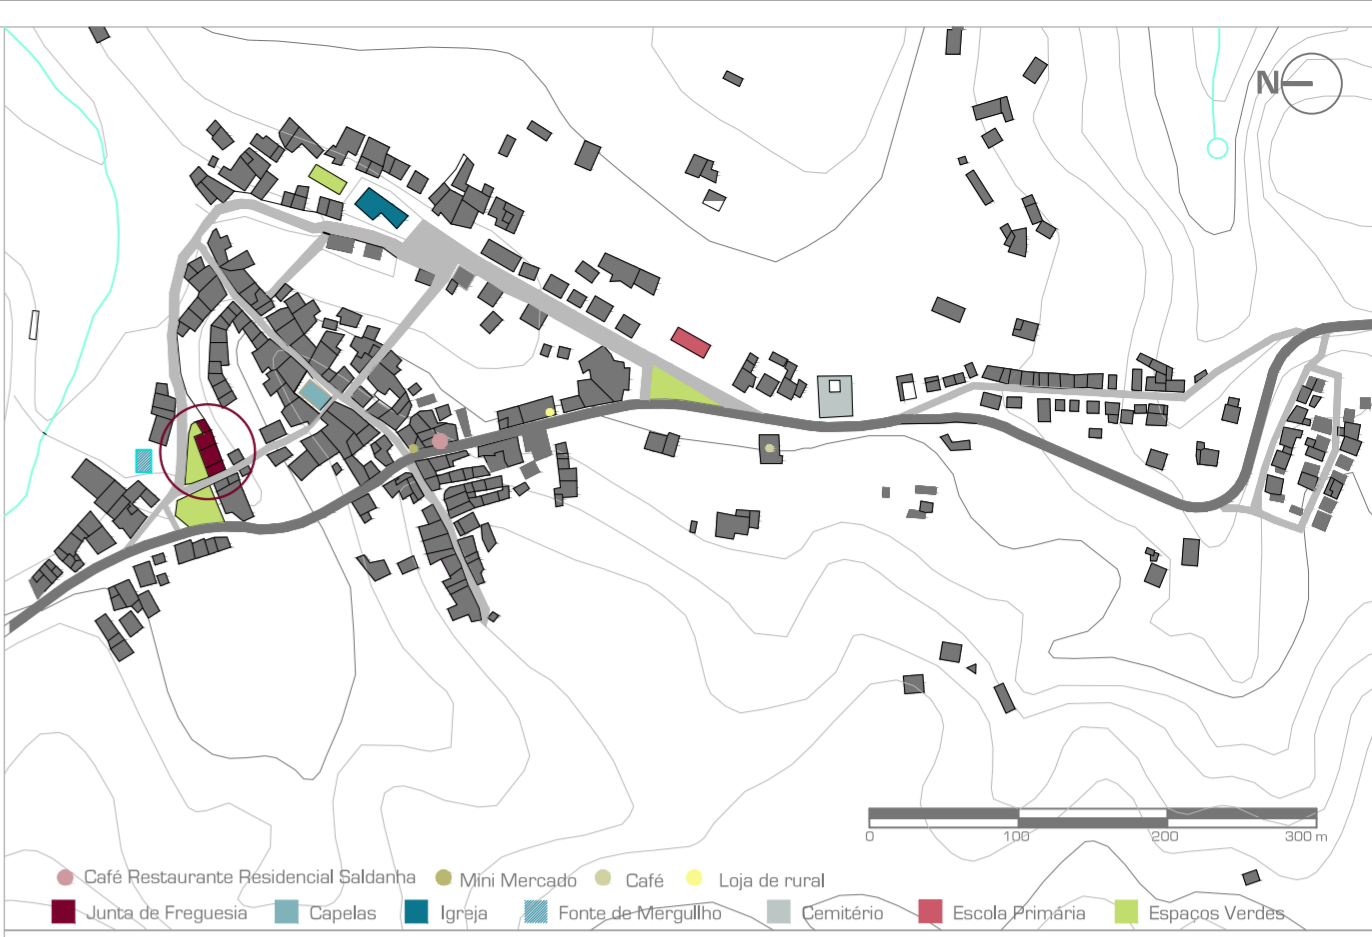 N
0 100 200 300 m
Café Restaurante Residencial Saldanha Mini Mercado Café Loja de rural
Junta de Freguesia Capelas Igreja Fonte de Mergullho Cemitério Escola Primária Espaços Verdes